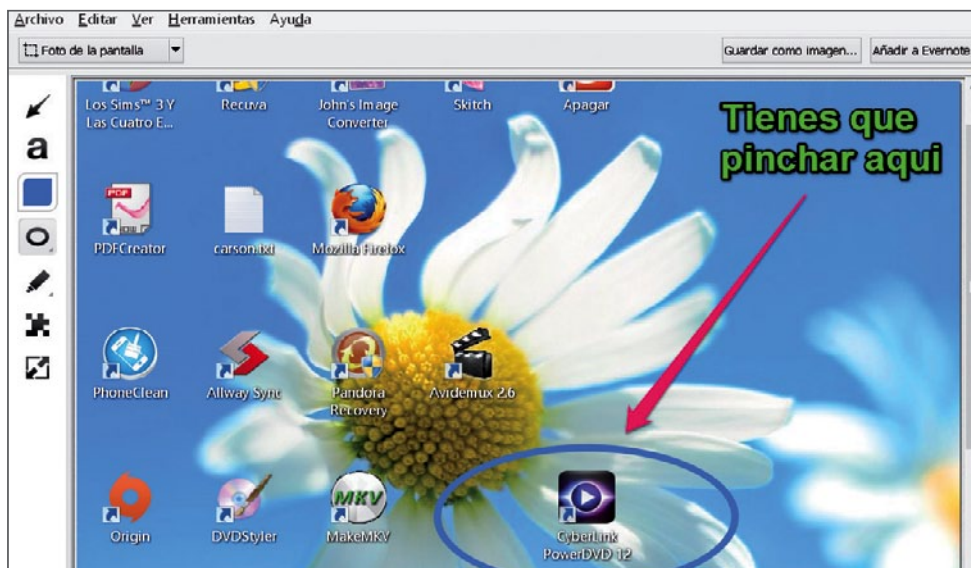 Archivo Editar Ver Herramientas Ayuda
Foto de la pantalla
Guardar como imagen... Añadir a Evernote
a
Los Sims™ 3 Y
Las Cuatro E...
Recuva
John's Image
Converter
Skitch
Apagar
Tienes que
pinchar aqui
PDF
PDFCreator
carson.txt
Mozilla Firefox
PhoneClean
Allway Sync
Pandora
Recovery
Avidemux 2.6
Origin
DVDStyler
MKV
MakeMKV
CyberLink
PowerDVD 12